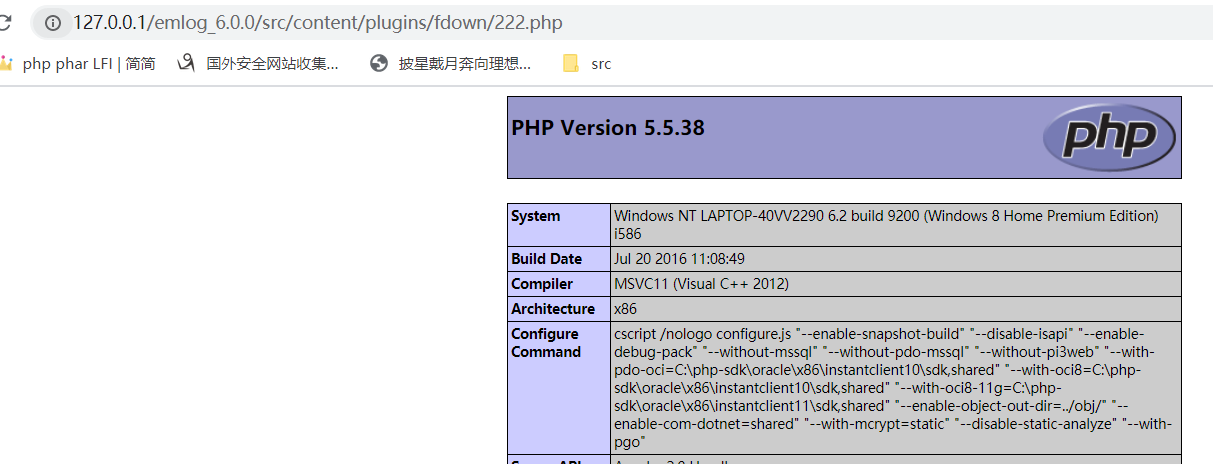 127.0.0.1/emlog_6.0.0/src/content/plugins/fdown/222.php
php phar LFI | 简简 国外安全网站收集... 披星戴月奔向理想... src
PHP Version 5.5.38
php
System Windows NT LAPTOP-40VV2290 6.2 build 9200 (Windows 8 Home Premium Edition)
i586
Build Date Jul 20 2016 11:08:49
Compiler MSVC11 (Visual C++ 2012)
Architecture x86
Configure Command cscript /nologo configure.js "--enable-snapshot-build" "--disable-isapi" "--enable-
debug-pack" "--without-mssql" "--without-pdo-mssql" "--without-pi3web" "--with-
pdo-oci=C:\php-sdk\oracle\x86\instantclient10\sdk,shared" "--with-oci8=C:\php-
sdk\oracle\x86\instantclient10\sdk,shared" "--with-oci8-11g=C:\php-
sdk\oracle\x86\instantclient11\sdk,shared" "--enable-object-out-dir=../obj/" "--
enable-com-dotnet=shared" "--with-mcrypt=static" "--disable-static-analyze" "--with-
pgo"